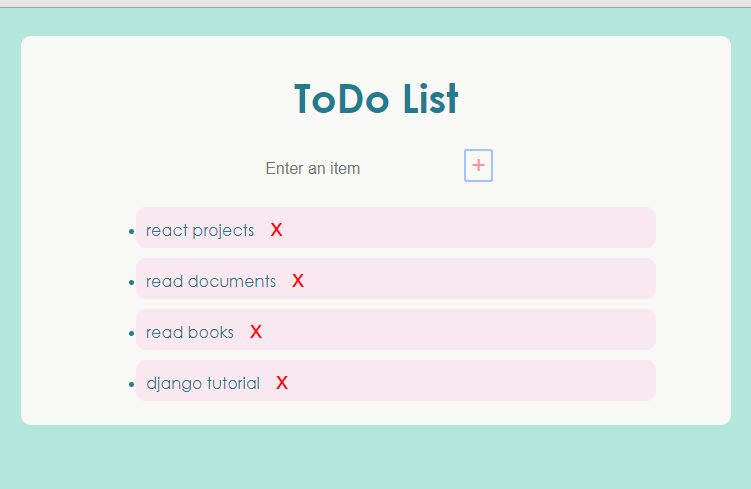 ToDo List
Enter an item +
react projects X
read documents X
read books X
django tutorial X